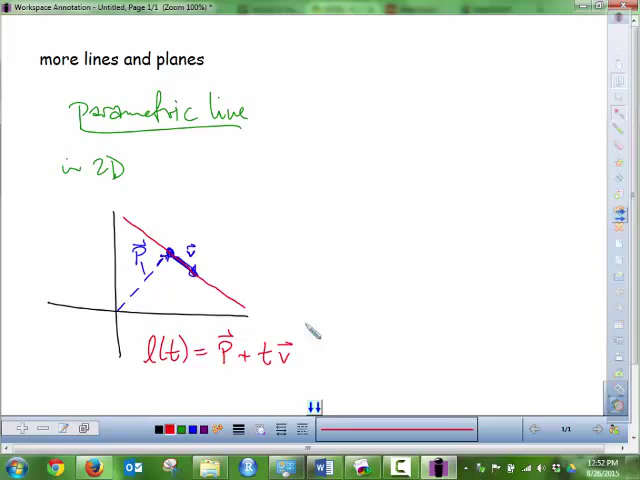 Workspace Annotation - Untitled, Page 1/1 (Zoom 100%) *
more lines and planes
parametric line
in 2D
P⃗
v⃗
l(t) = P⃗ + t v⃗
1/1
12:52 PM
8/26/2015